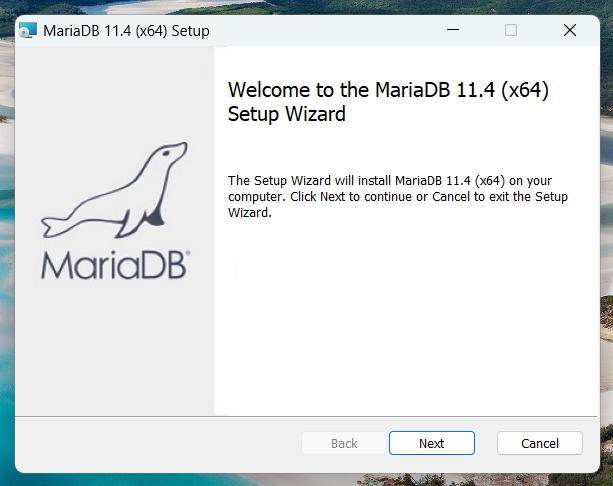 MariaDB 11.4 (x64) Setup
Welcome to the MariaDB 11.4 (x64)
Setup Wizard
The Setup Wizard will install MariaDB 11.4 (x64) on your
computer. Click Next to continue or Cancel to exit the Setup
Wizard.
MariaDB®
Back
Next
Cancel